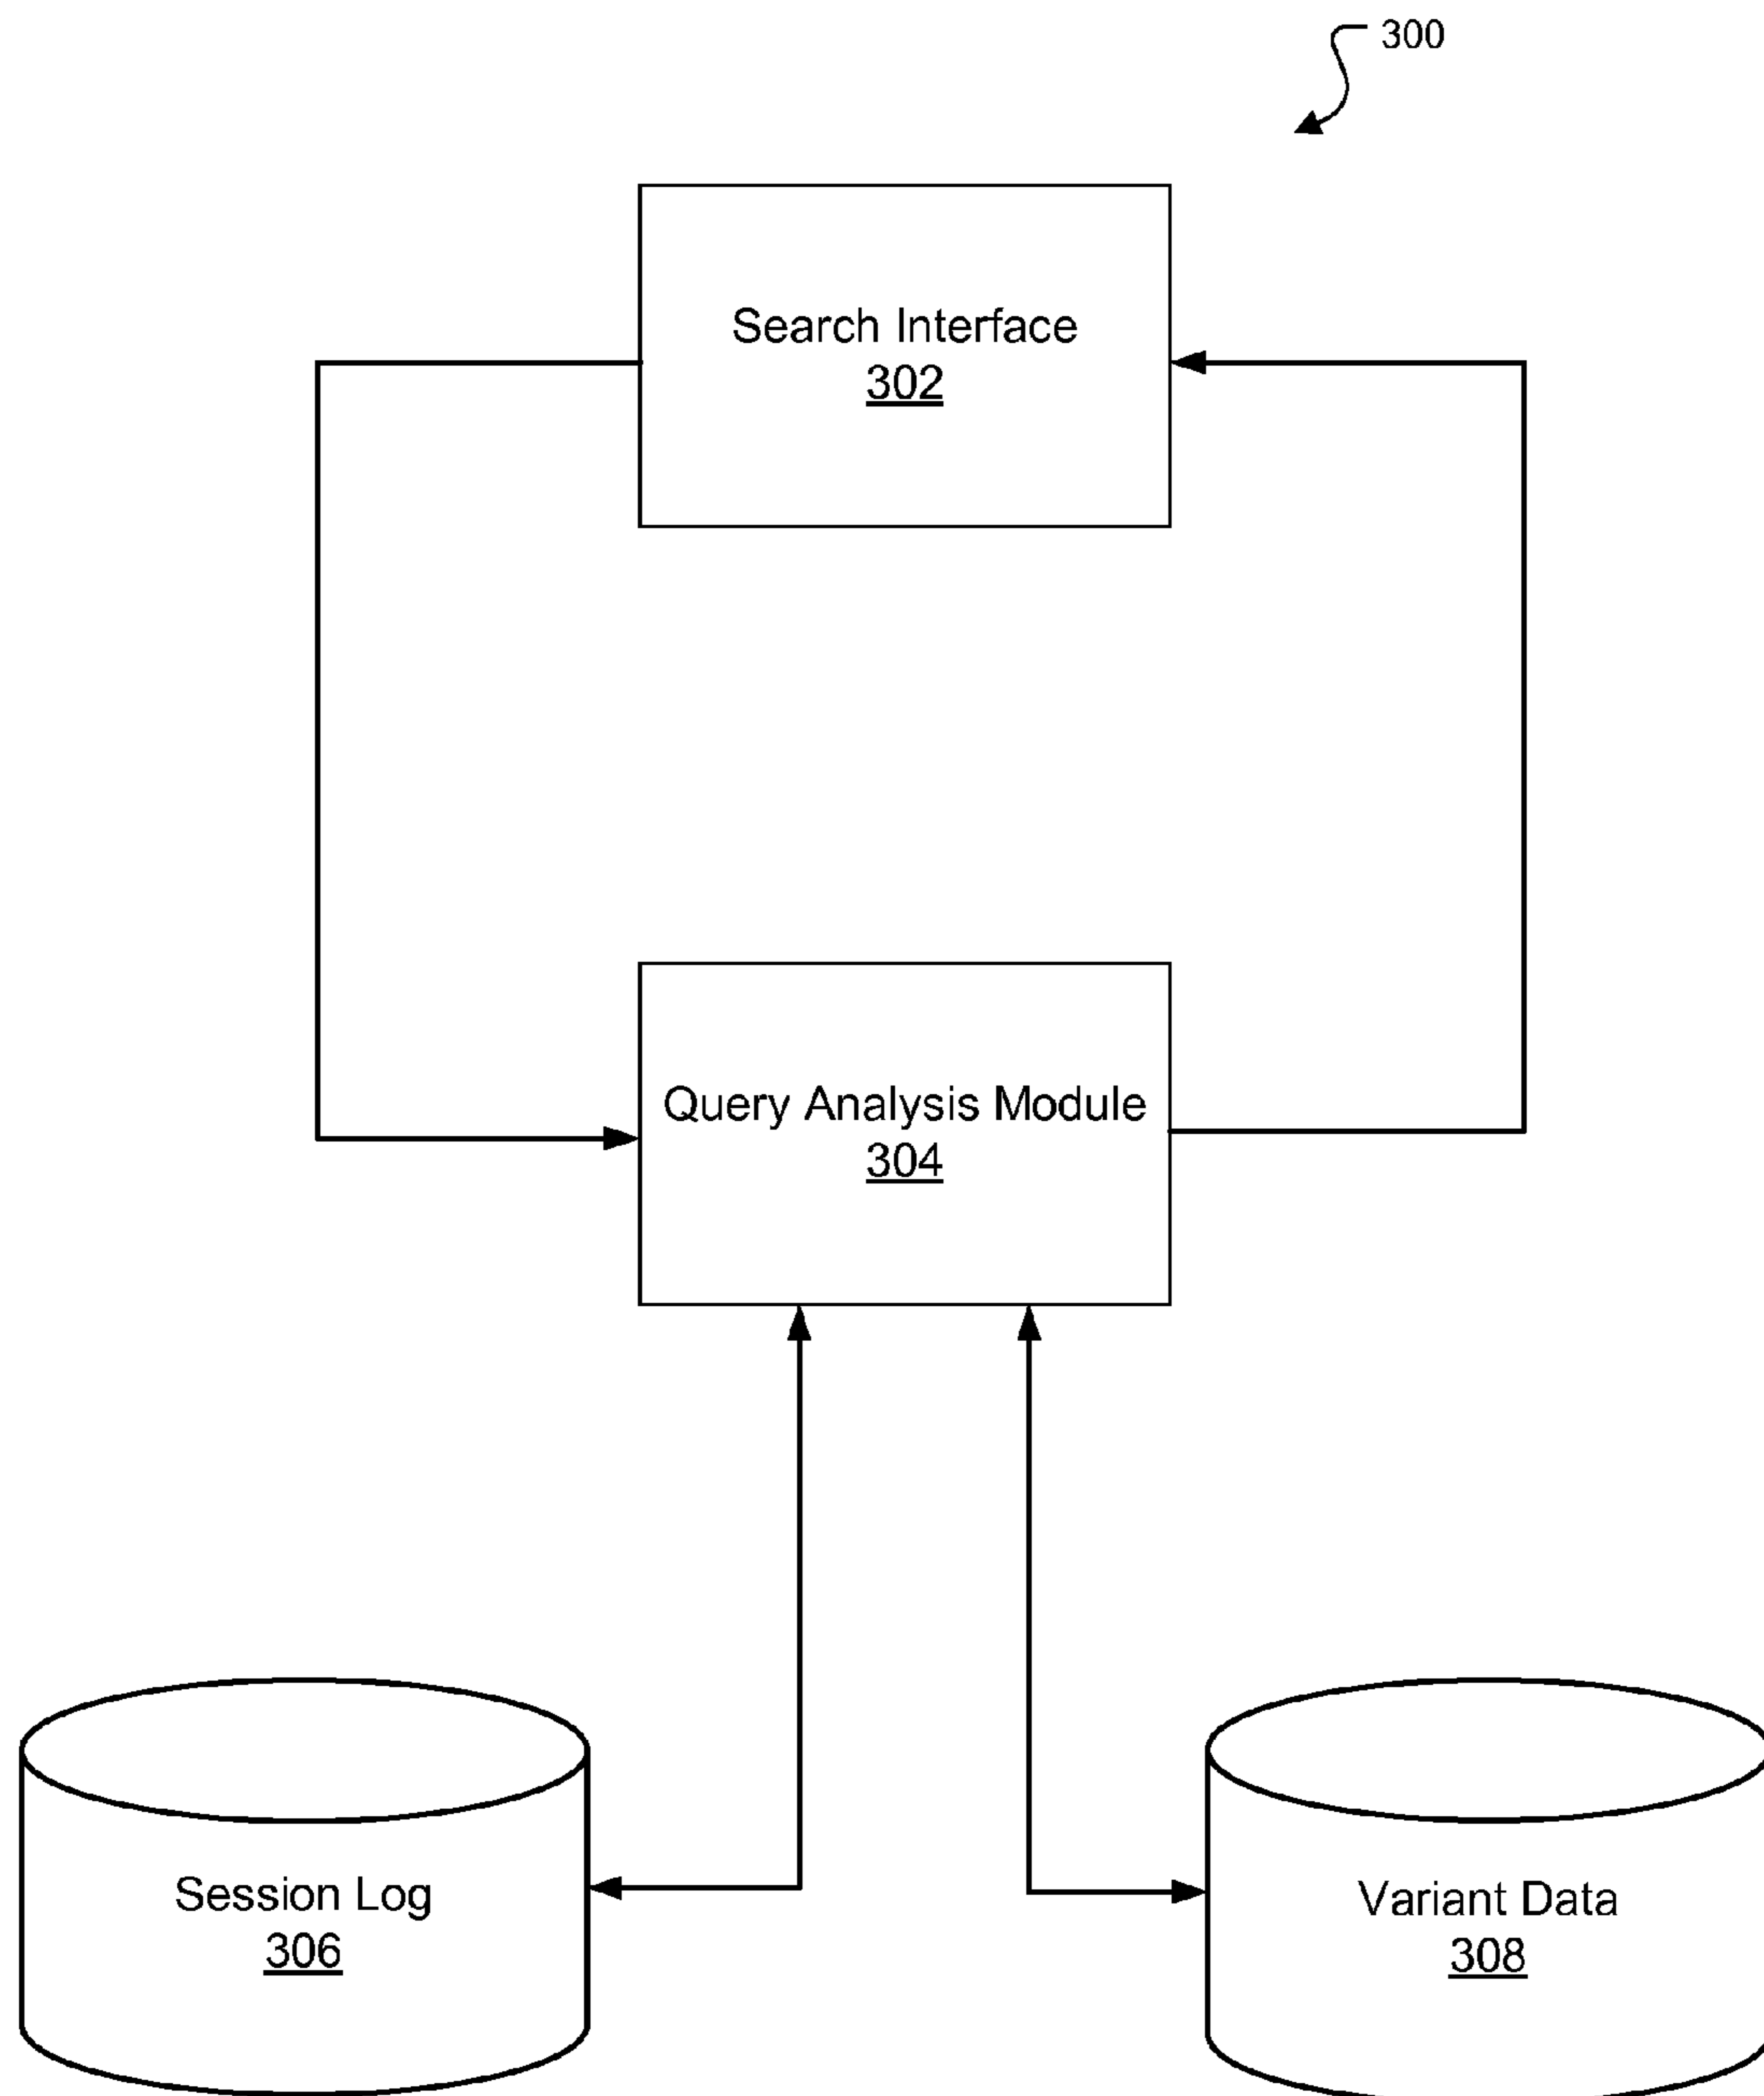 300
Search Interface
302
Query Analysis Module
304
Session Log
306
Variant Data
308